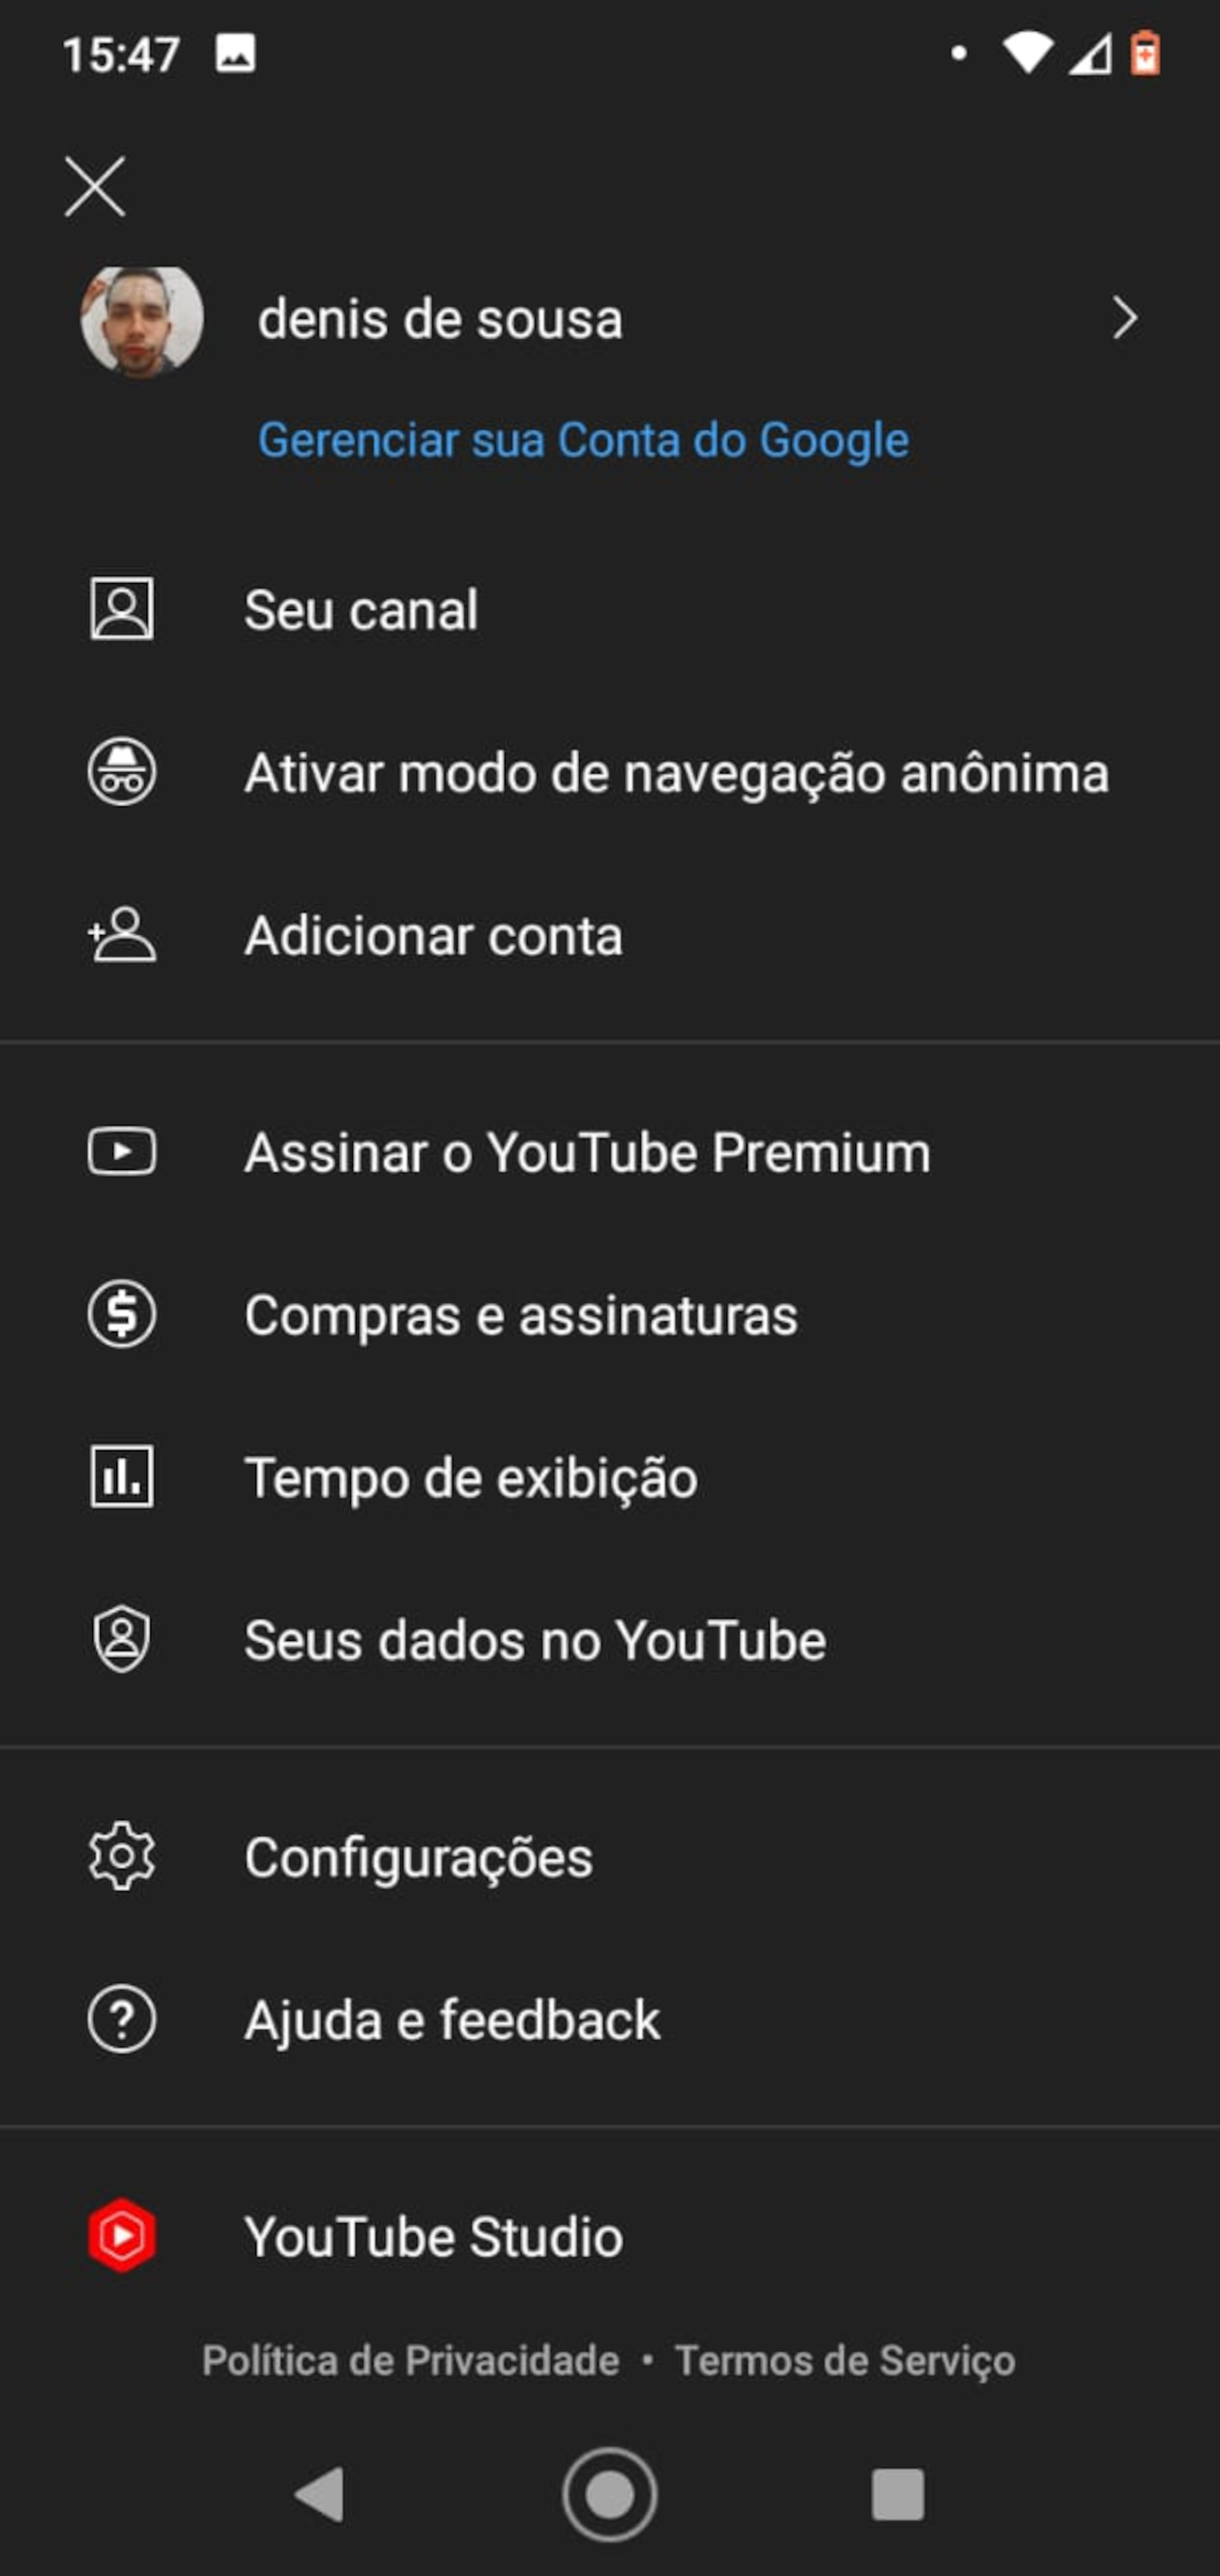 15:47
denis de sousa
Gerenciar sua Conta do Google
Seu canal
Ativar modo de navegação anônima
Adicionar conta
Assinar o YouTube Premium
Compras e assinaturas
Tempo de exibição
Seus dados no YouTube
Configurações
Ajuda e feedback
YouTube Studio
Política de Privacidade • Termos de Serviço